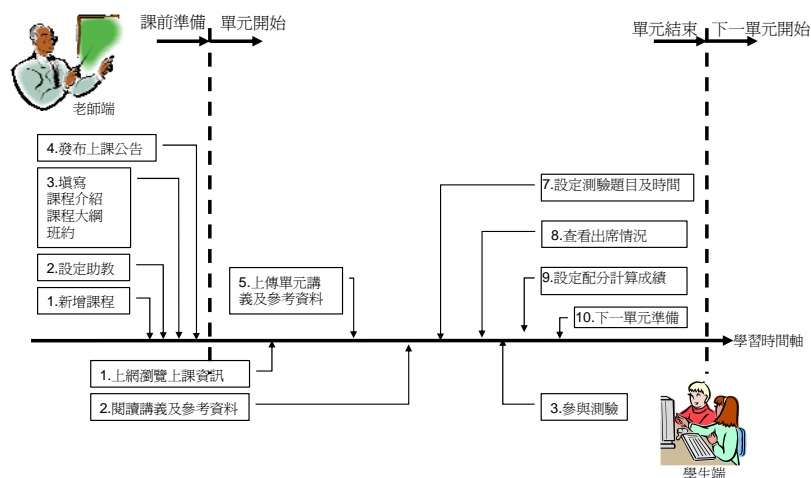 課前準備
單元開始
單元結束
下一單元開始
老師端
4.發布上課公告
3.填寫
課程介紹
課程大綱
班約
2.設定助教
1.新增課程
5.上傳單元講
義及參考資料
7.設定測驗題目及時間
8.查看出席情況
9.設定配分計算成績
10.下一單元準備
學習時間軸
1.上網瀏覽上課資訊
2.閱讀講義及參考資料
3.參與測驗
學生端